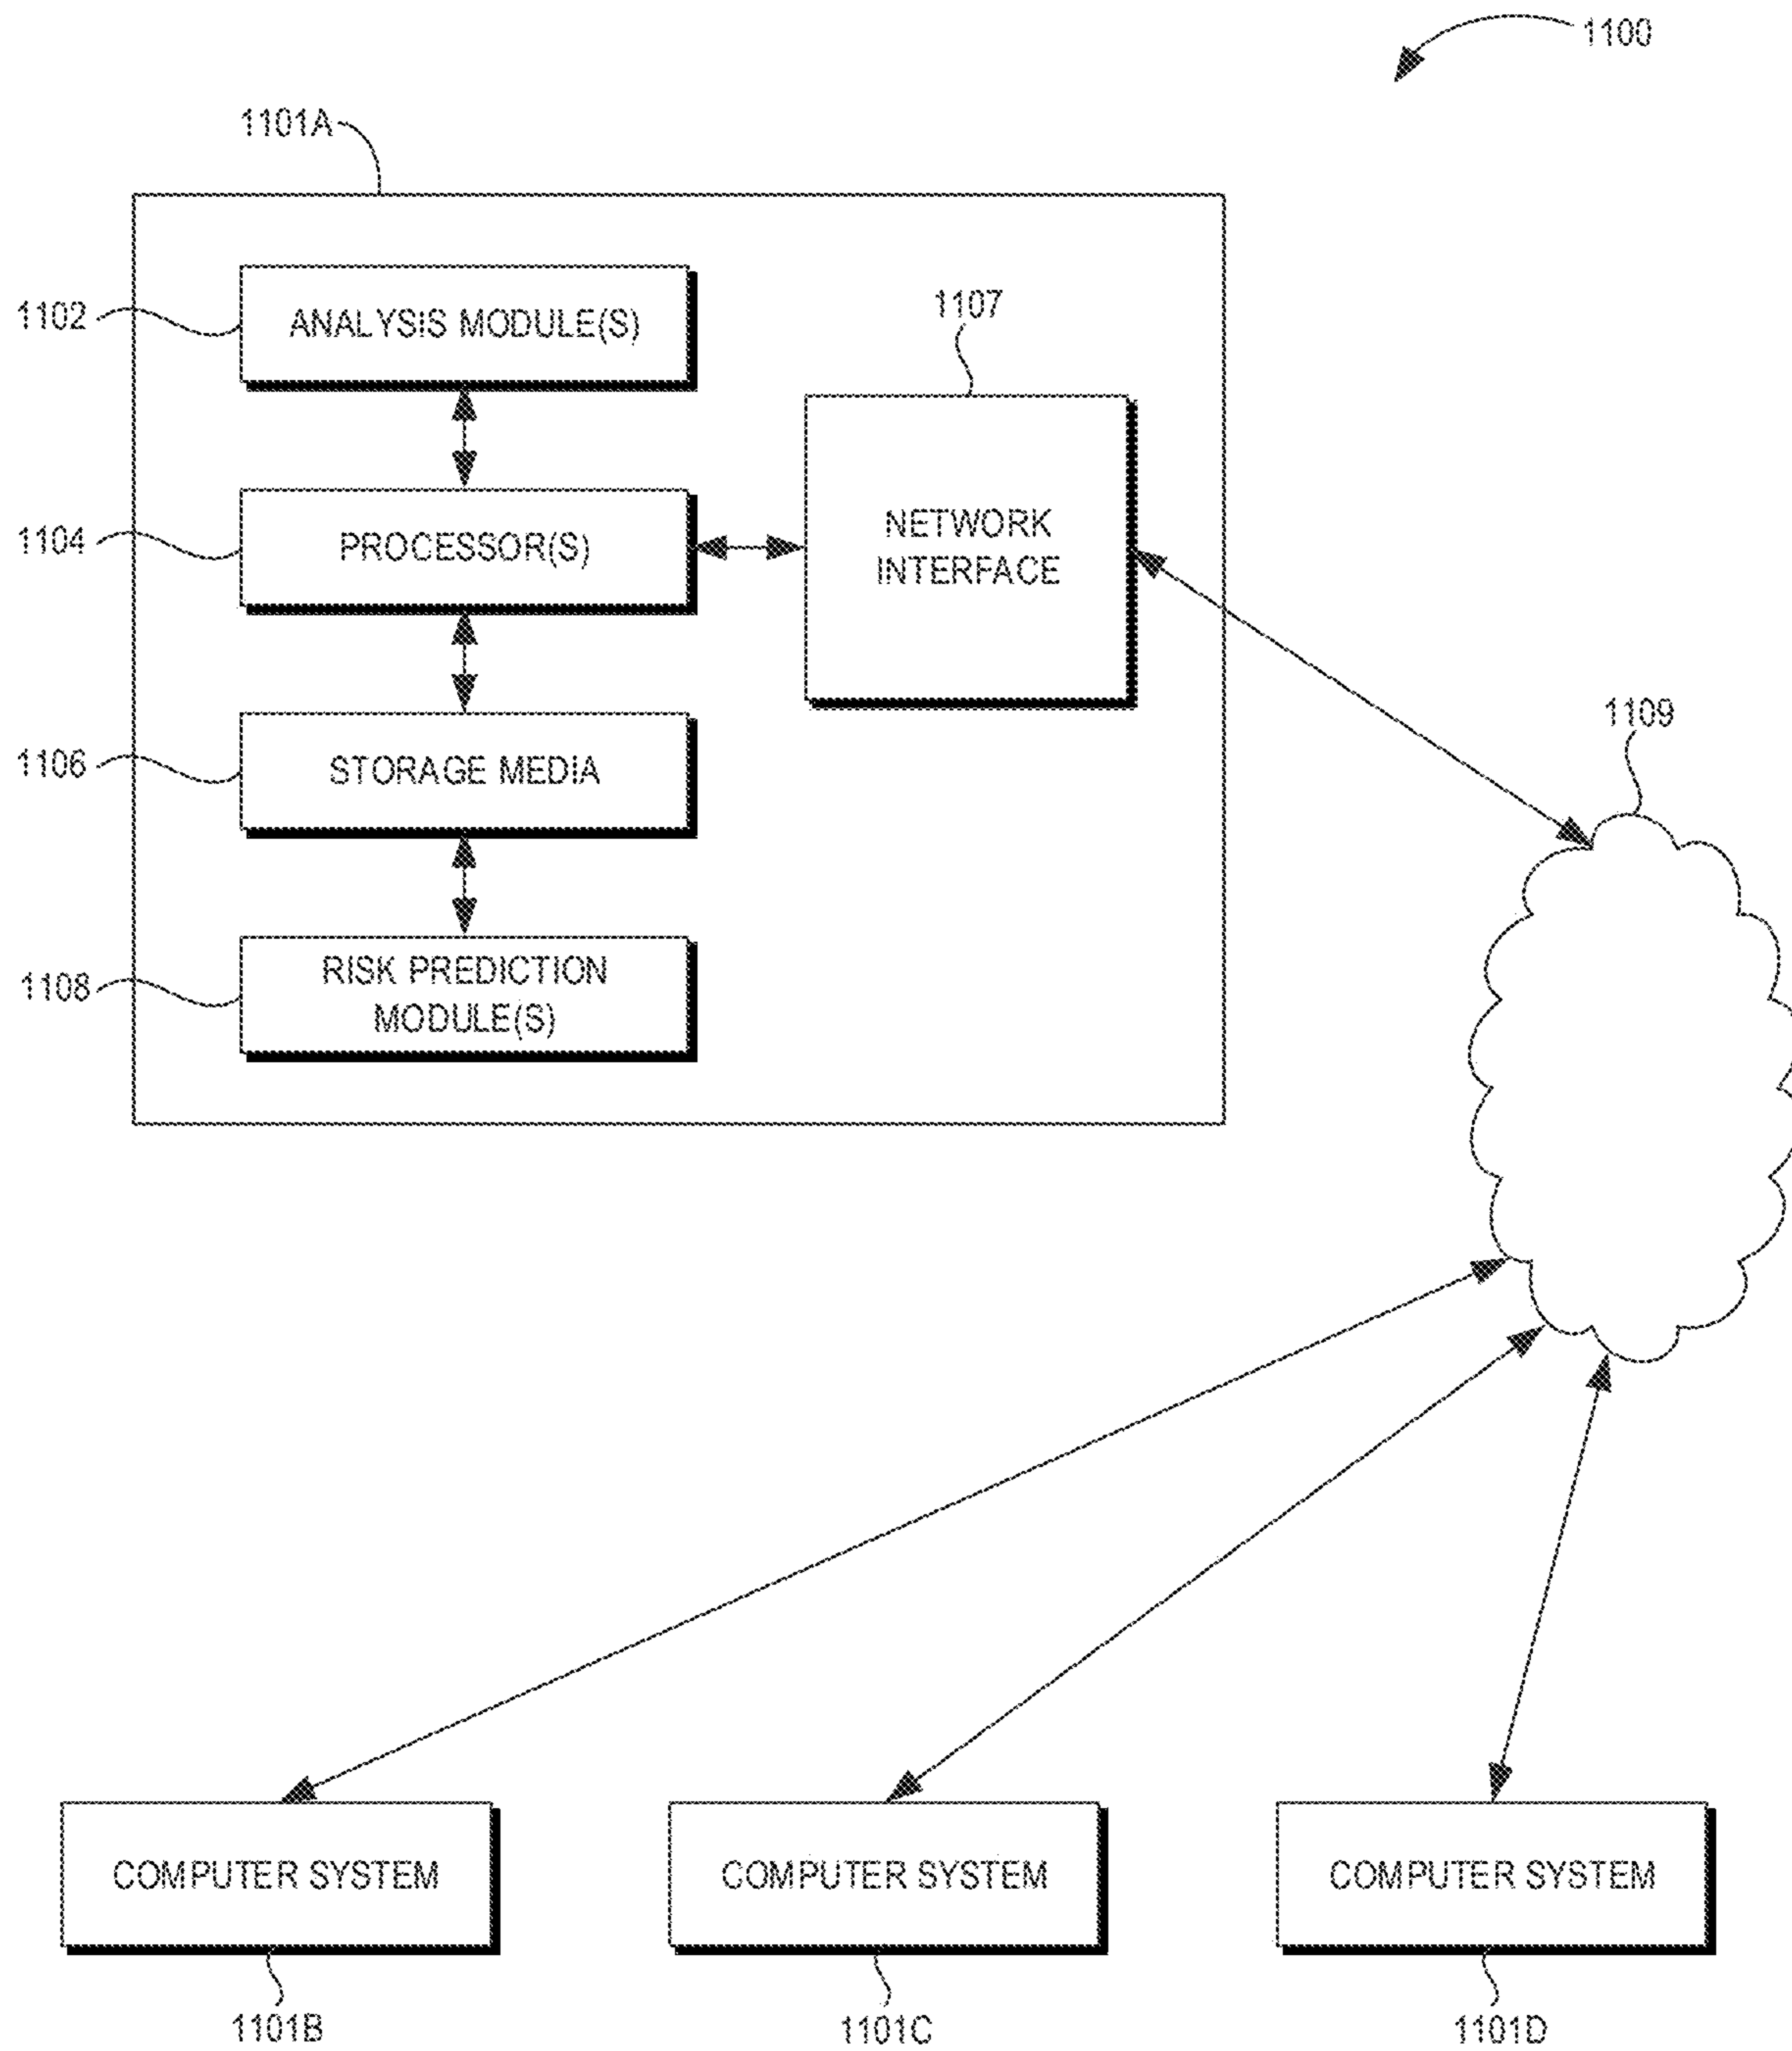 1100
1101A
1102
ANALYSIS MODULE(S)
1107
1104
PROCESSOR(S)
NETWORK
INTERFACE
1109
1106
STORAGE MEDIA
1108
RISK PREDICTION
MODULE(S)
COMPUTER SYSTEM
COMPUTER SYSTEM
COMPUTER SYSTEM
1101B
1101C
1101D